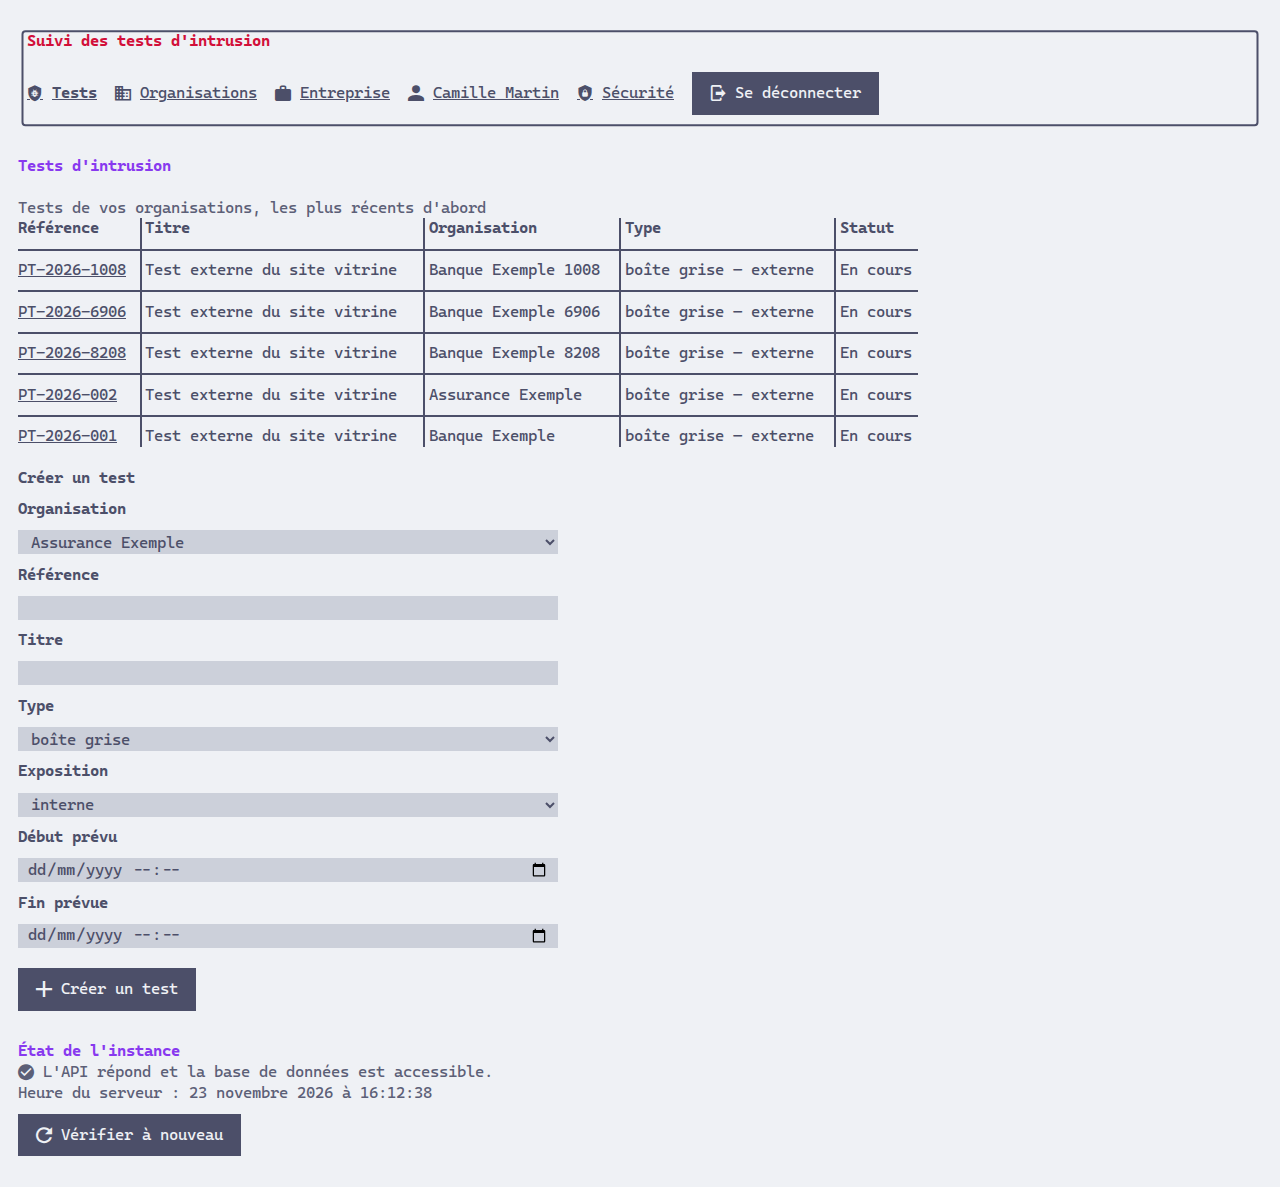 Suivi des tests d'intrusion
Tests Organisations Entreprise Camille Martin Sécurité Se déconnecter
Tests d'intrusion
Tests de vos organisations, les plus récents d'abord
Référence Titre Organisation Type Statut
PT-2026-1008 Test externe du site vitrine Banque Exemple 1008 boîte grise — externe En cours
PT-2026-6906 Test externe du site vitrine Banque Exemple 6906 boîte grise — externe En cours
PT-2026-8208 Test externe du site vitrine Banque Exemple 8208 boîte grise — externe En cours
PT-2026-002 Test externe du site vitrine Assurance Exemple boîte grise — externe En cours
PT-2026-001 Test externe du site vitrine Banque Exemple boîte grise — externe En cours
Créer un test
Organisation
Assurance Exemple
Référence
Titre
Type
boîte grise
Exposition
interne
Début prévu
dd/mm/yyyy --:--
Fin prévue
dd/mm/yyyy --:--
Créer un test
État de l'instance
L'API répond et la base de données est accessible.
Heure du serveur : 23 novembre 2026 à 16:12:38
Vérifier à nouveau